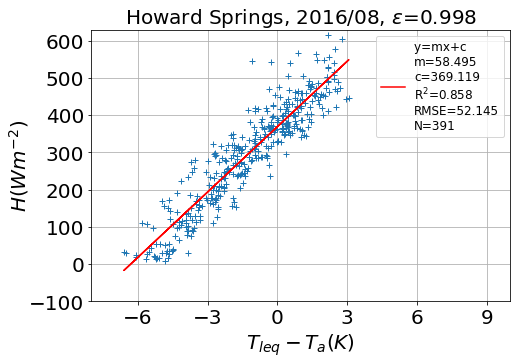 Howard Springs, 2016/08, ε=0.998
y=mx+c
m=58.495
c=369.119
R²=0.858
RMSE=52.145
N=391
600
500
400
300
200
100
0
−100
H(Wm⁻²)
−6 −3 0 3 6 9
T_leq − T_a(K)